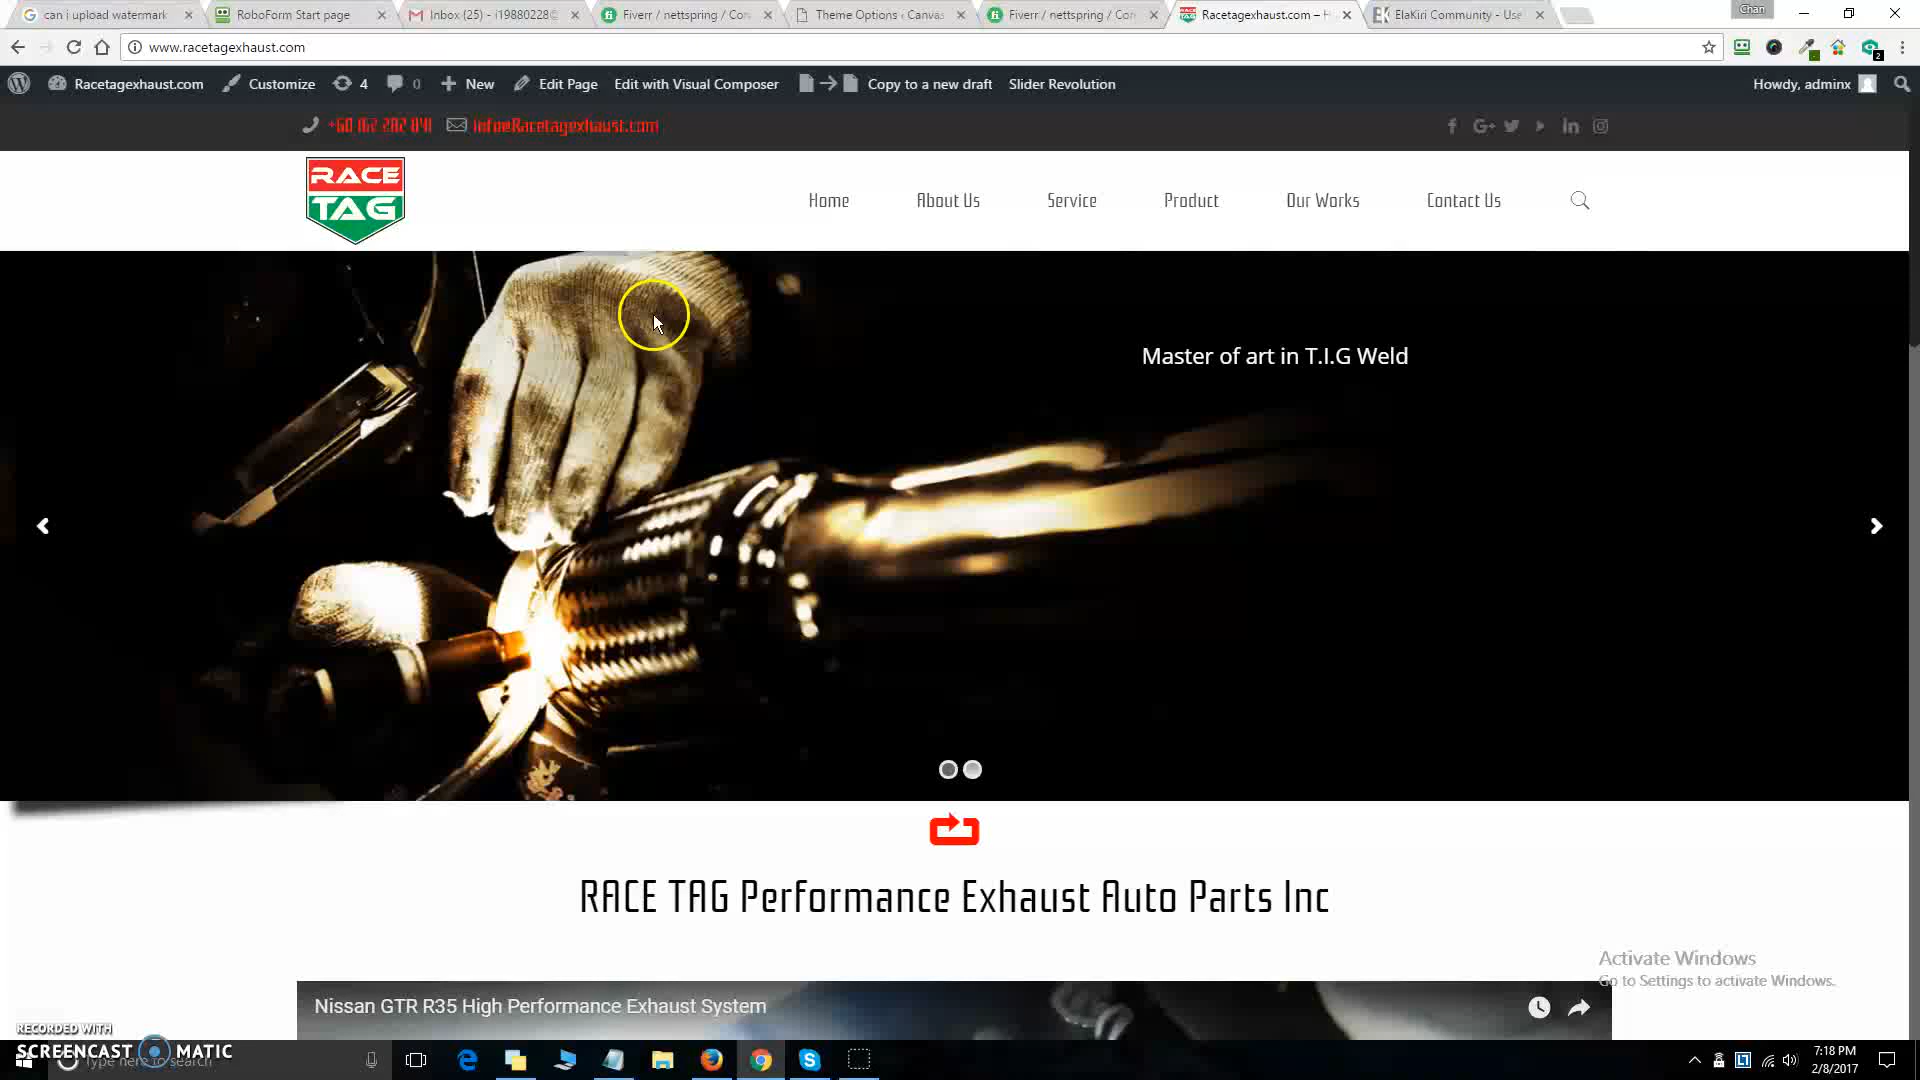 can i upload watermark
RoboForm Start page
Inbox (25) - i19880228@
Fiverr / nettspring / Con
Theme Options ‹ Canvas
Fiverr / nettspring / Con
Racetagexhaust.com – H
ElaKiri Community - Use
Chan
www.racetagexhaust.com
2
Racetagexhaust.com
Customize
4
0
New
Edit Page
Edit with Visual Composer
Copy to a new draft
Slider Revolution
Howdy, adminx
info@Racetagexhaust.com
RACE
TAG
Home
About Us
Service
Product
Our Works
Contact Us
Master of art in T.I.G Weld
RACE TAG Performance Exhaust Auto Parts Inc
Activate Windows
Go to Settings to activate Windows.
Nissan GTR R35 High Performance Exhaust System
RECORDED WITH
SCREENCAST MATIC
Type here to search
7:18 PM
2/8/2017